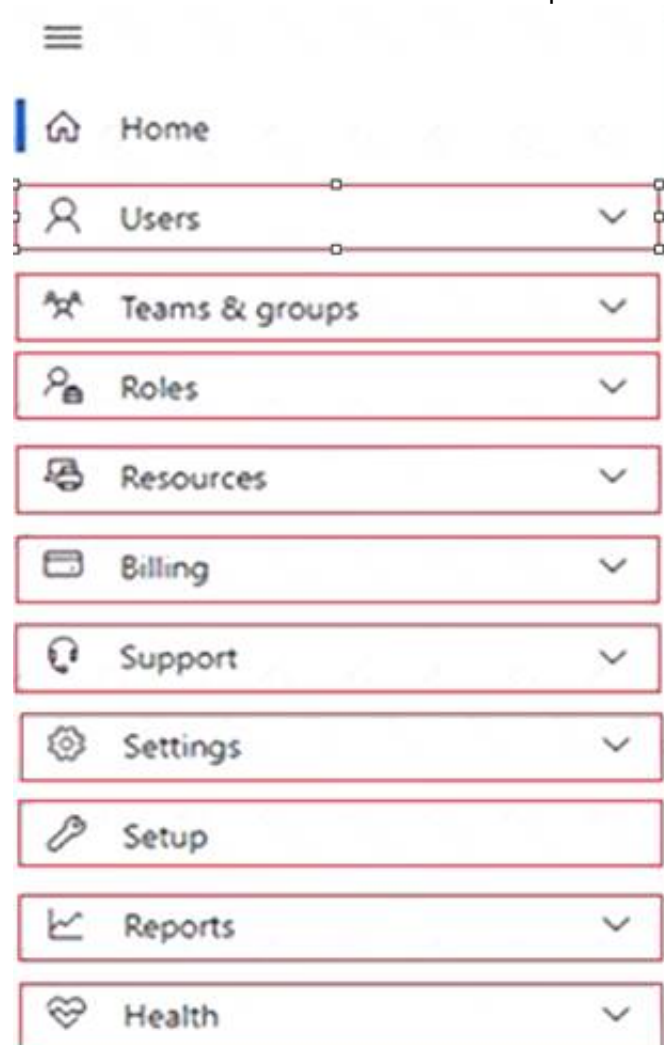 Home
Users
Teams & groups
Roles
Resources
Billing
Support
Settings
Setup
Reports
Health